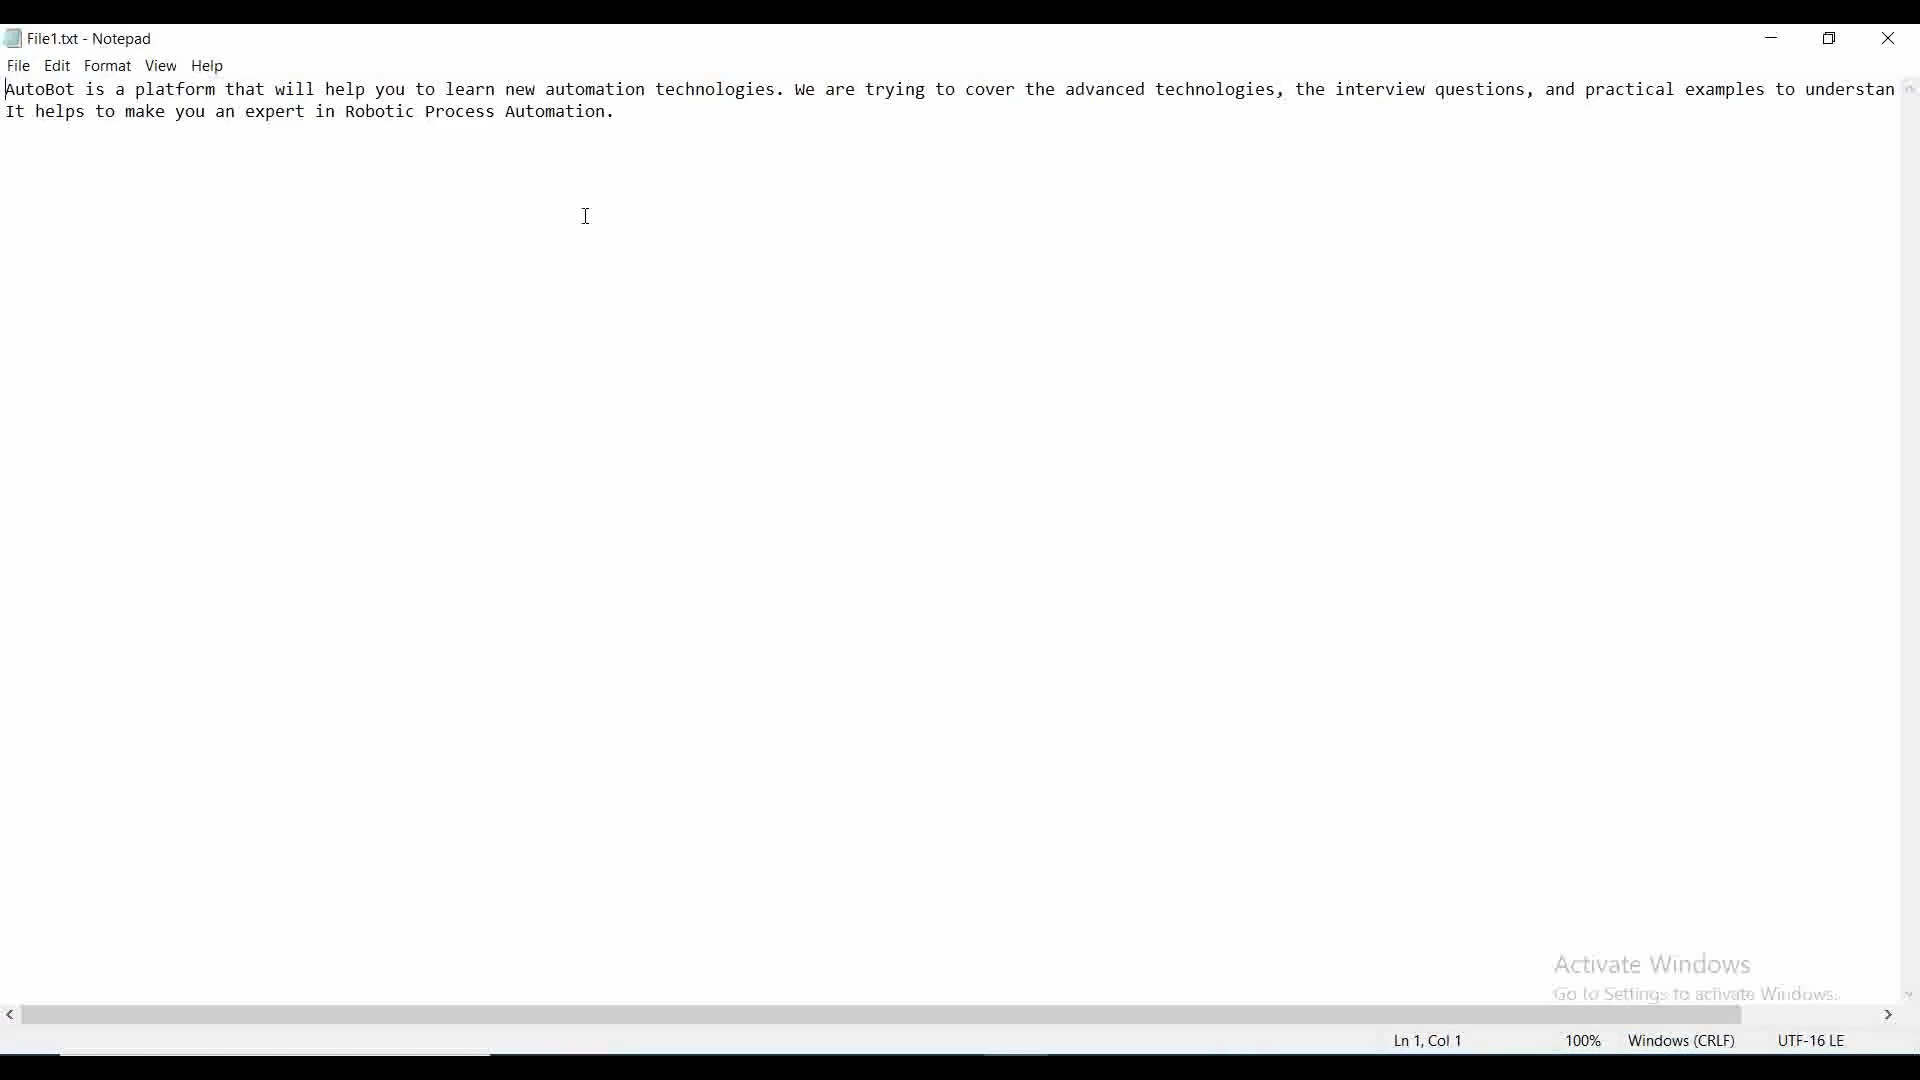 File1.txt - Notepad
File Edit Format View Help
AutoBot is a platform that will help you to learn new automation technologies. We are trying to cover the advanced technologies, the interview questions, and practical examples to understan
It helps to make you an expert in Robotic Process Automation.
Activate Windows
Go to Settings to activate Windows.
Ln 1, Col 1 100% Windows (CRLF) UTF-16 LE